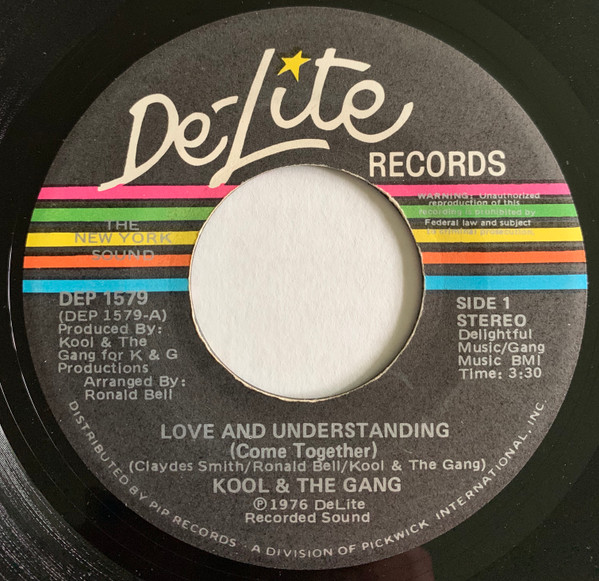 De-Lite
RECORDS
WARNING: Unauthorized
reproduction of this
recording is prohibited by
Federal law and subject
THE
NEW YORK
SOUND
DEP 1579
(DEP 1579-A)
Produced By:
Kool & The
Gang for K & G
Productions
Arranged By:
Ronald Bell
SIDE 1
STEREO
Delightful
Music/Gang
Music BMI
Time: 3:30
LOVE AND UNDERSTANDING
(Come Together)
(Claydes Smith/Ronald Bell/Kool & The Gang)
KOOL & THE GANG
Ⓟ1976 DeLite
Recorded Sound
DISTRIBUTED BY PIP RECORDS · A DIVISION OF PICKWICK INTERNATIONAL, INC.